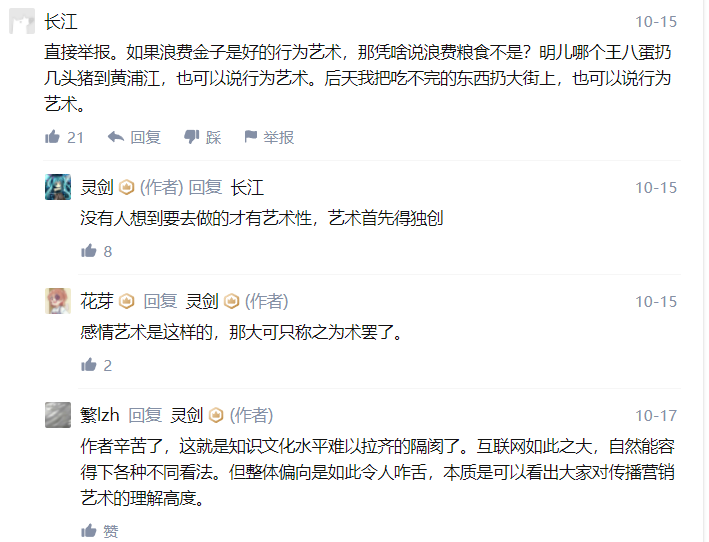 长江 10-15
直接举报。如果浪费金子是好的行为艺术，那凭啥说浪费粮食不是？明儿哪个王八蛋扔
几头猪到黄浦江，也可以说行为艺术。后天我把吃不完的东西扔大街上，也可以说行为
艺术。
21 回复 踩 举报
灵剑 (作者) 回复 长江 10-15
没有人想到要去做的才有艺术性，艺术首先得独创
8
花芽 回复 灵剑 (作者) 10-15
感情艺术是这样的，那大可只称之为术罢了。
2
繁lzh 回复 灵剑 (作者) 10-17
作者辛苦了，这就是知识文化水平难以拉齐的隔阂了。互联网如此之大，自然能容
得下各种不同看法。但整体偏向是如此令人咋舌，本质是可以看出大家对传播营销
艺术的理解高度。
赞